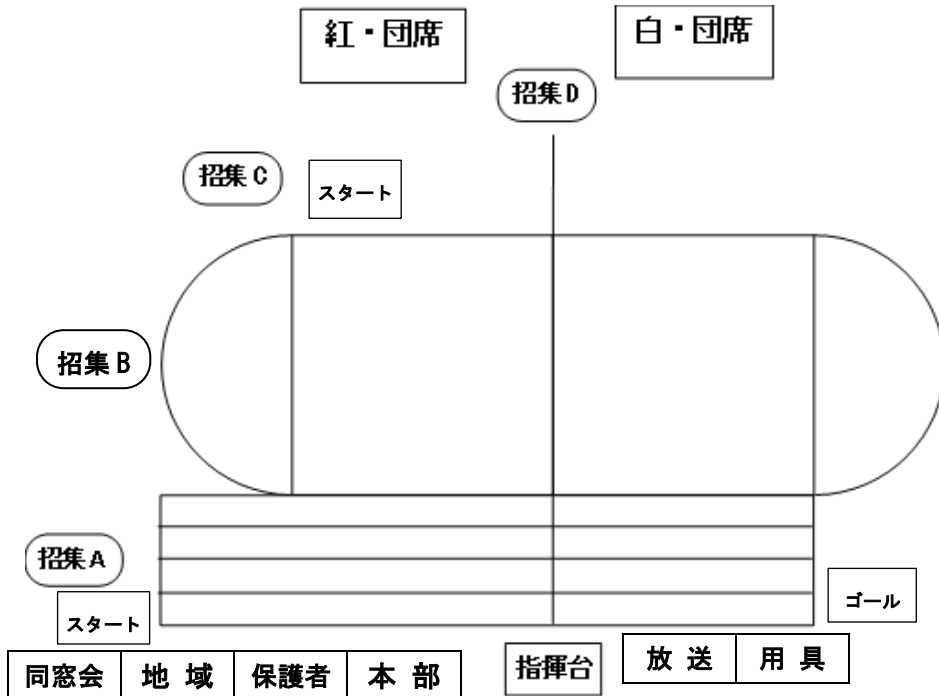 紅・団席
白・団席
招集D
招集C
スタート
招集B
招集A
スタート
ゴール
同窓会 地 域 保護者 本 部
指揮台
放 送 用 具